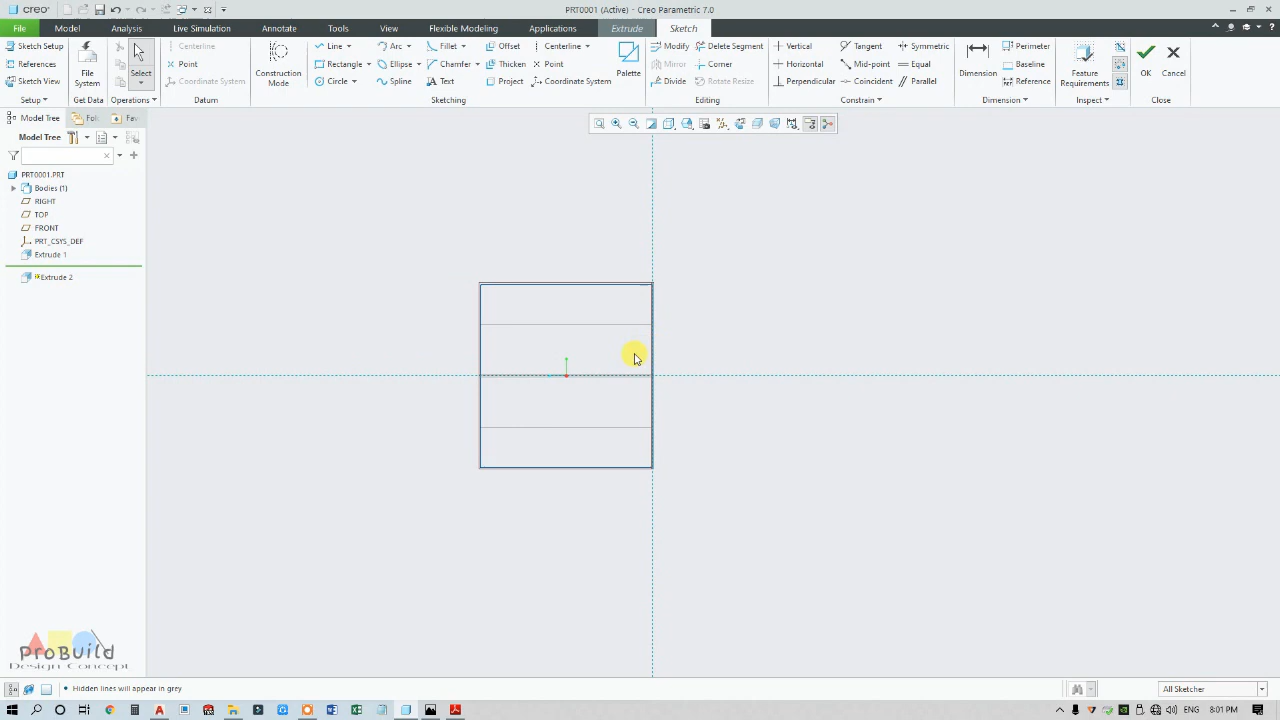 creo
PRT0001 (Active) - Creo Parametric 7.0
File Model Analysis Live Simulation Annotate Tools View Flexible Modeling Applications Extrude Sketch
Sketch Setup
References
Sketch View
Setup
File System
Get Data
Select
Operations
Centerline
Point
Coordinate System
Datum
Construction Mode
Line Arc Fillet Offset Centerline
Rectangle Ellipse Chamfer Thicken Point
Circle Spline Text Project Coordinate System
Palette
Sketching
Modify Delete Segment
Mirror Corner
Divide Rotate Resize
Editing
Vertical Tangent Symmetric
Horizontal Mid-point Equal
Perpendicular Coincident Parallel
Constrain
Dimension
Perimeter
Baseline
Reference
Dimension
Feature Requirements
Inspect
OK
Cancel
Close
Model Tree Fol Fav
Model Tree
PRT0001.PRT
Bodies (1)
RIGHT
TOP
FRONT
PRT_CSYS_DEF
Extrude 1
Extrude 2
ProBuild
Design Concept
Hidden lines will appear in grey
All Sketcher
ENG 8:01 PM